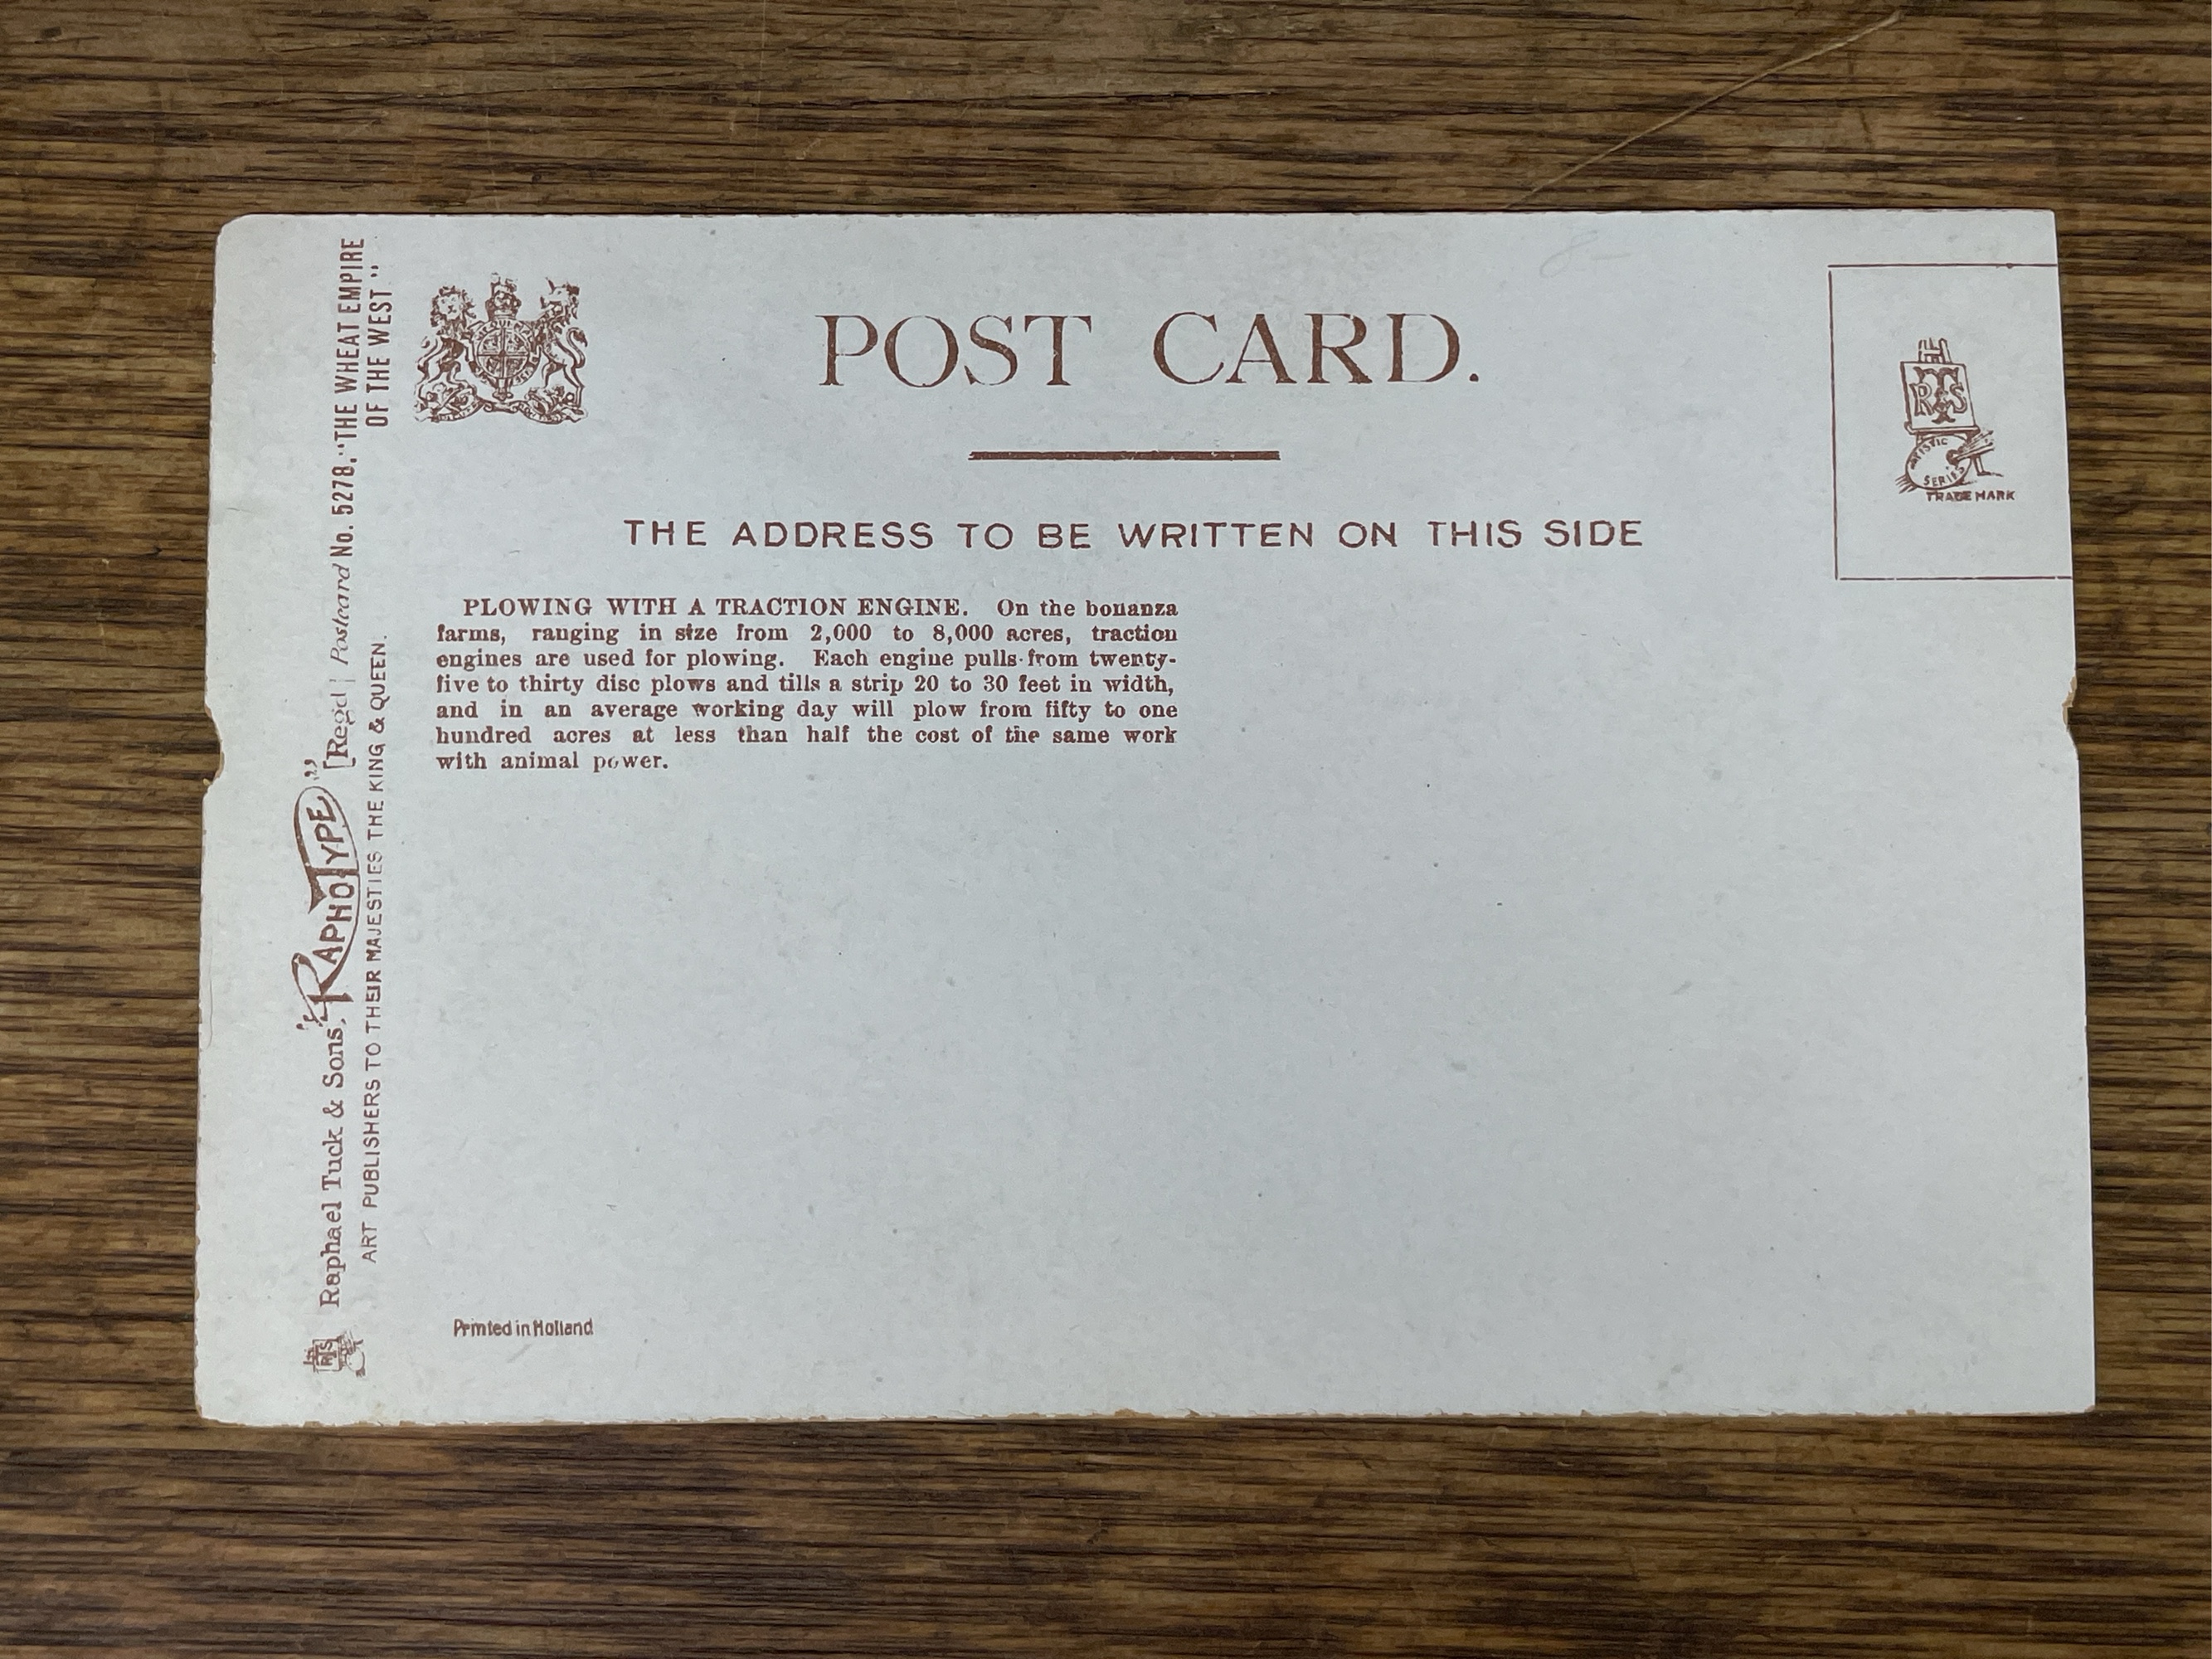 POST CARD.
THE ADDRESS TO BE WRITTEN ON THIS SIDE
PLOWING WITH A TRACTION ENGINE. On the bonanza
farms, ranging in size from 2,000 to 8,000 acres, traction
engines are used for plowing. Each engine pulls from twenty-
five to thirty disc plows and tills a strip 20 to 30 feet in width,
and in an average working day will plow from fifty to one
hundred acres at less than half the cost of the same work
with animal power.
Printed in Holland
Raphael Tuck & Sons' "RAPHOTYPE" [Regd] Postcard No. 5278. "THE WHEAT EMPIRE
OF THE WEST".
ART PUBLISHERS TO THEIR MAJESTIES THE KING & QUEEN.
RTS
ARTISTIC
SERIES
TRADE MARK
RTS
8-